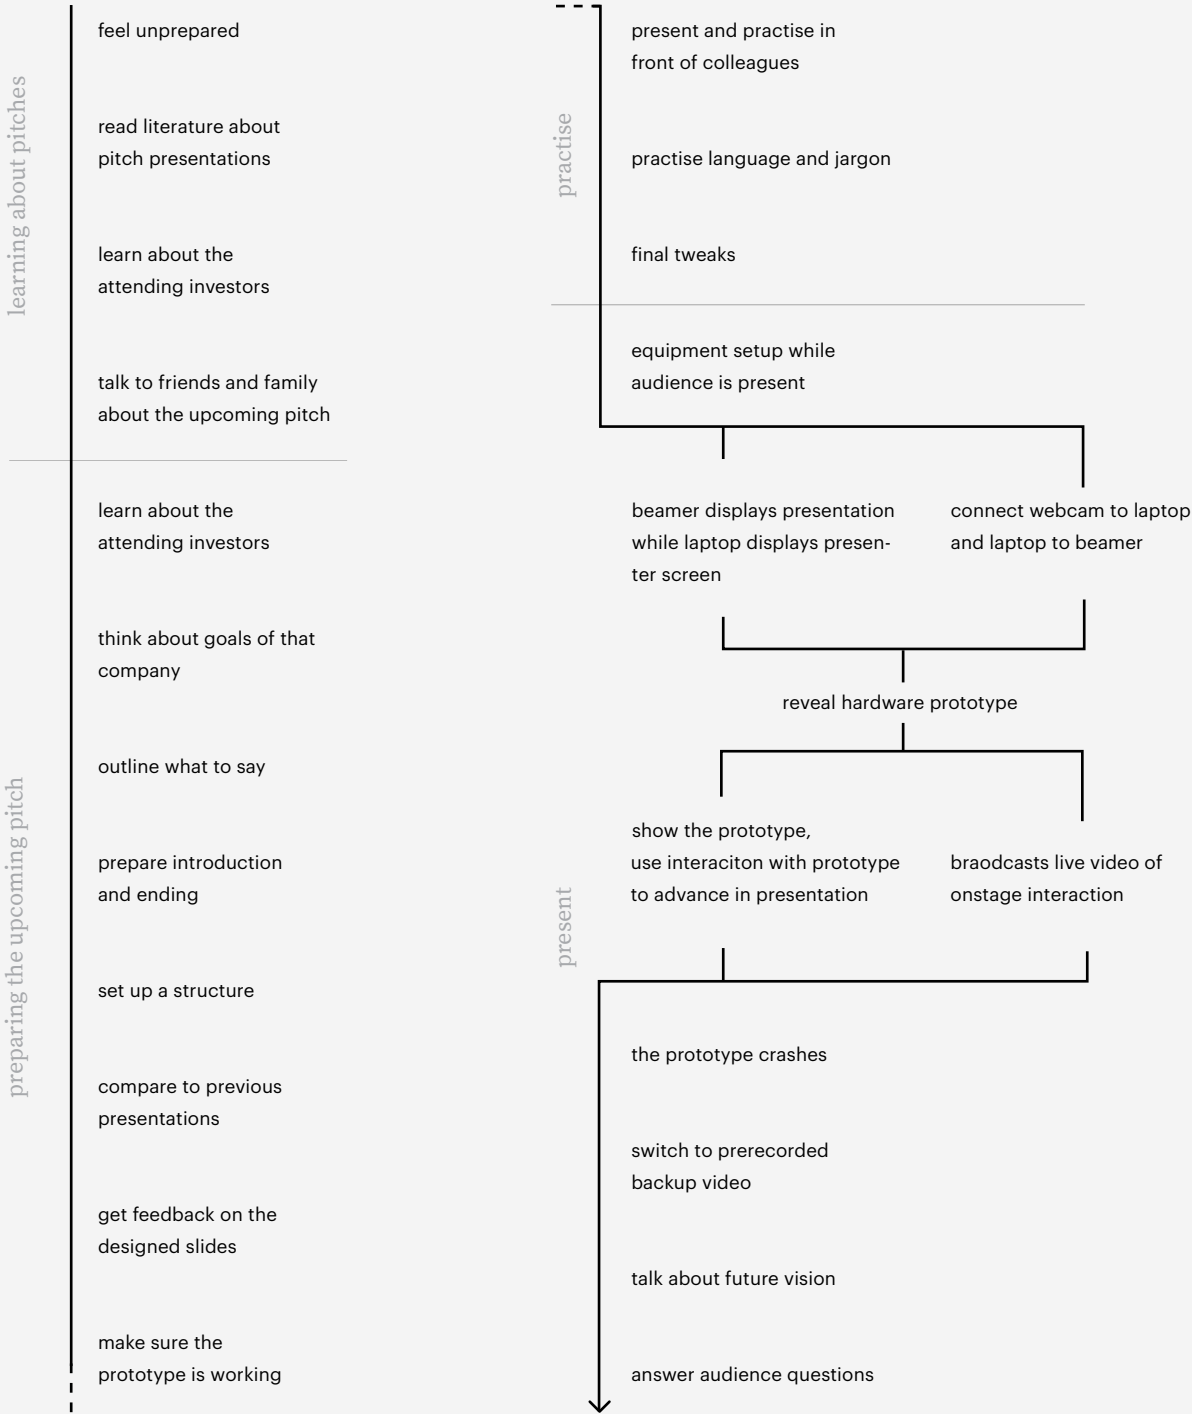 learning about pitches
feel unprepared
read literature about
pitch presentations
learn about the
attending investors
talk to friends and family
about the upcoming pitch
preparing the upcoming pitch
learn about the
attending investors
think about goals of that
company
outline what to say
prepare introduction
and ending
set up a structure
compare to previous
presentations
get feedback on the
designed slides
make sure the
prototype is working
practise
present and practise in
front of colleagues
practise language and jargon
final tweaks
present
equipment setup while
audience is present
beamer displays presentation
while laptop displays presen-
ter screen
connect webcam to laptop
and laptop to beamer
reveal hardware prototype
show the prototype,
use interaciton with prototype
to advance in presentation
braodcasts live video of
onstage interaction
the prototype crashes
switch to prerecorded
backup video
talk about future vision
answer audience questions